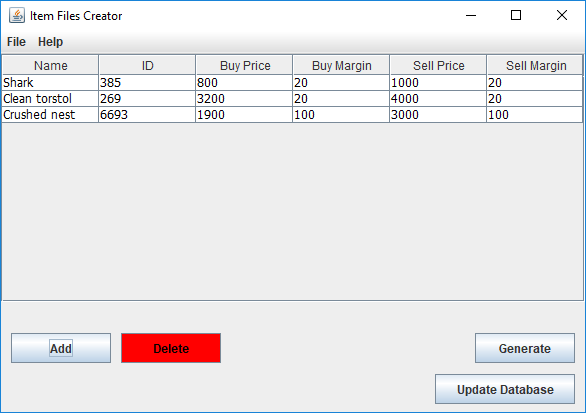 Item Files Creator
File Help
Name ID Buy Price Buy Margin Sell Price Sell Margin
Shark 385 800 20 1000 20
Clean torstol 269 3200 20 4000 20
Crushed nest 6693 1900 100 3000 100
Add Delete Generate
Update Database